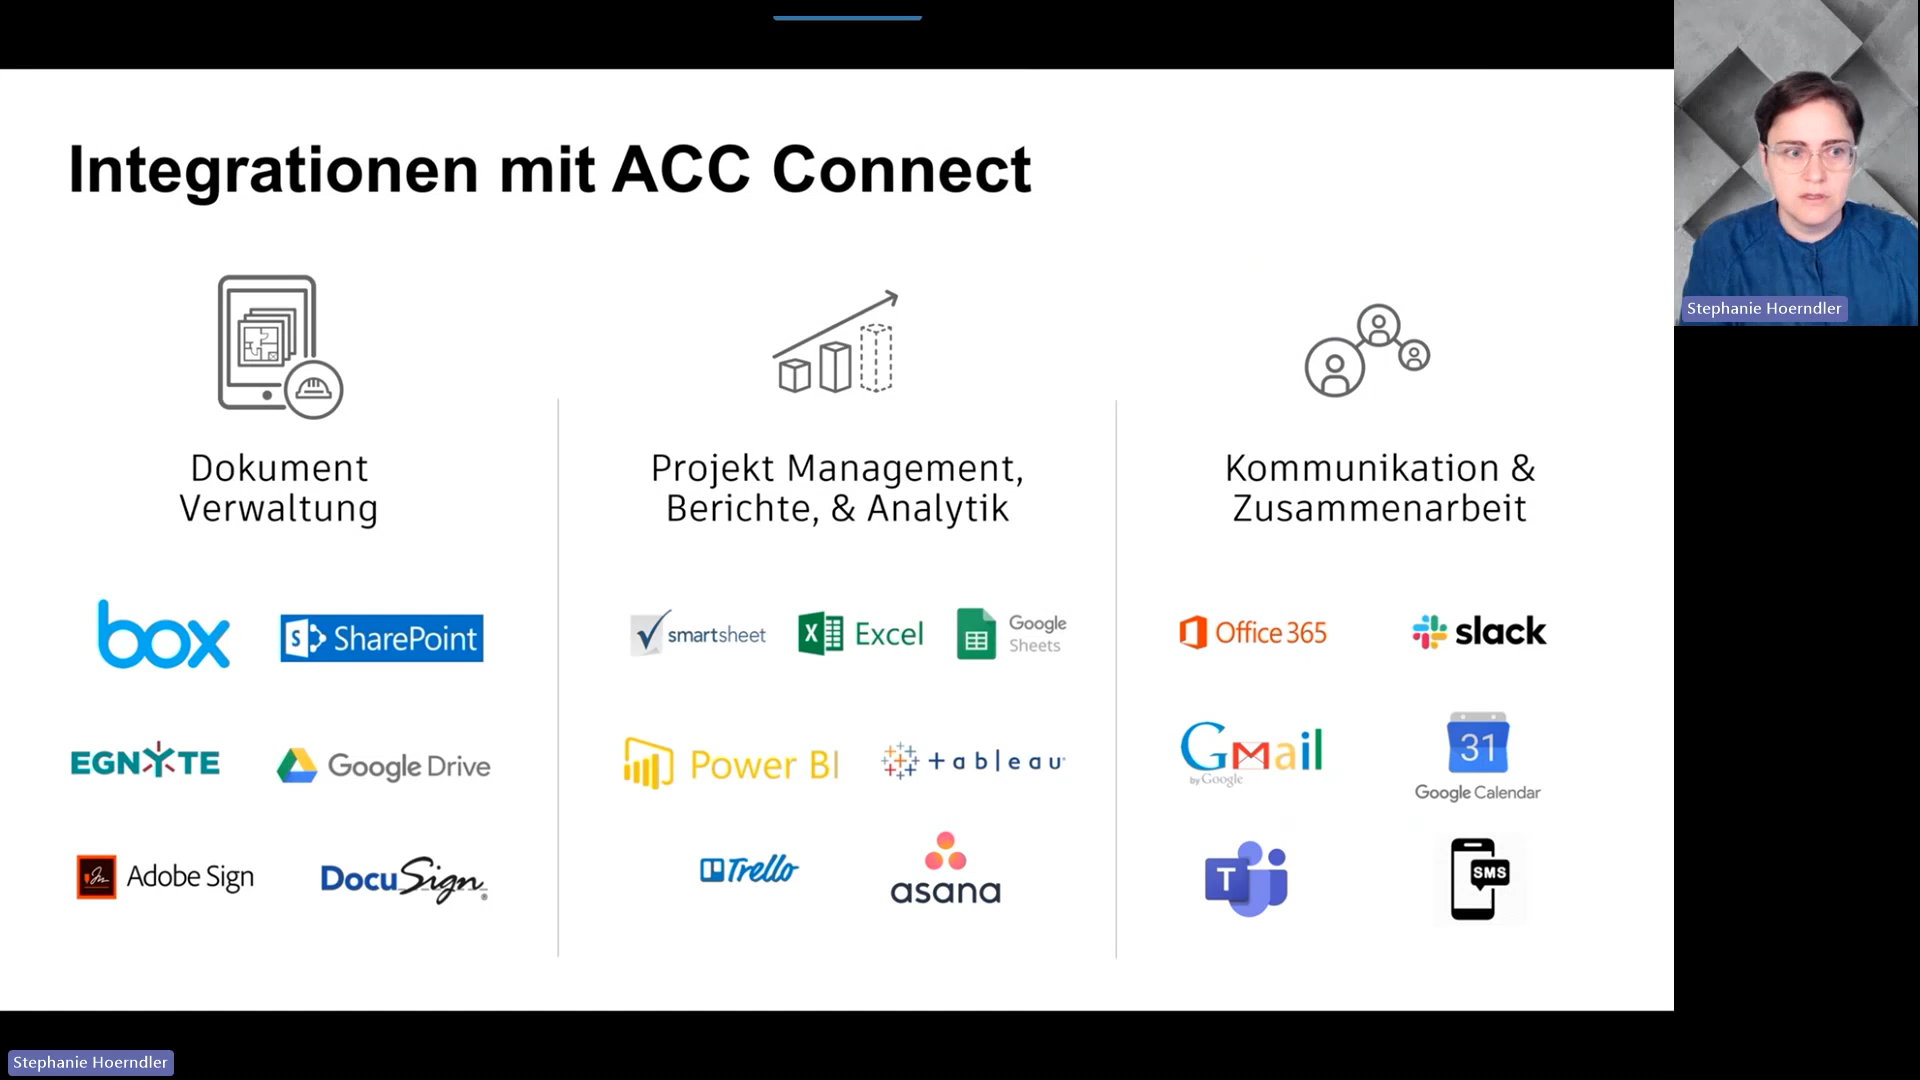 Integrationen mit ACC Connect
Stephanie Hoerndler
Dokument
Verwaltung
box
SharePoint
EGNYTE
Google Drive
Adobe Sign
DocuSign®
Projekt Management,
Berichte, & Analytik
smartsheet
Excel
Google
Sheets
Power BI
+ableau
Trello
asana
Kommunikation &
Zusammenarbeit
Office 365
slack
Gmail
by Google
31
Google Calendar
T
SMS
Stephanie Hoerndler